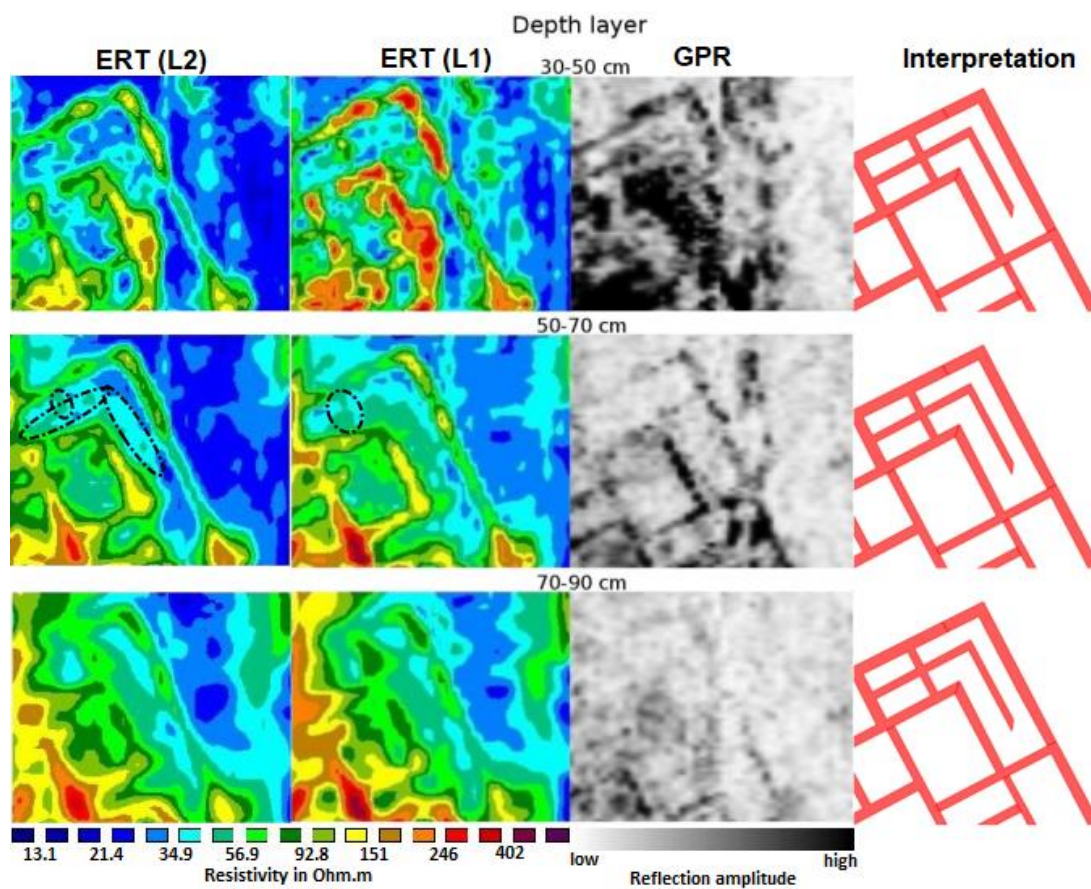 Depth layer
ERT (L2) ERT (L1) GPR Interpretation
30-50 cm
50-70 cm
70-90 cm
13.1 21.4 34.9 56.9 92.8 151 246 402
Resistivity in Ohm.m
low high
Reflection amplitude